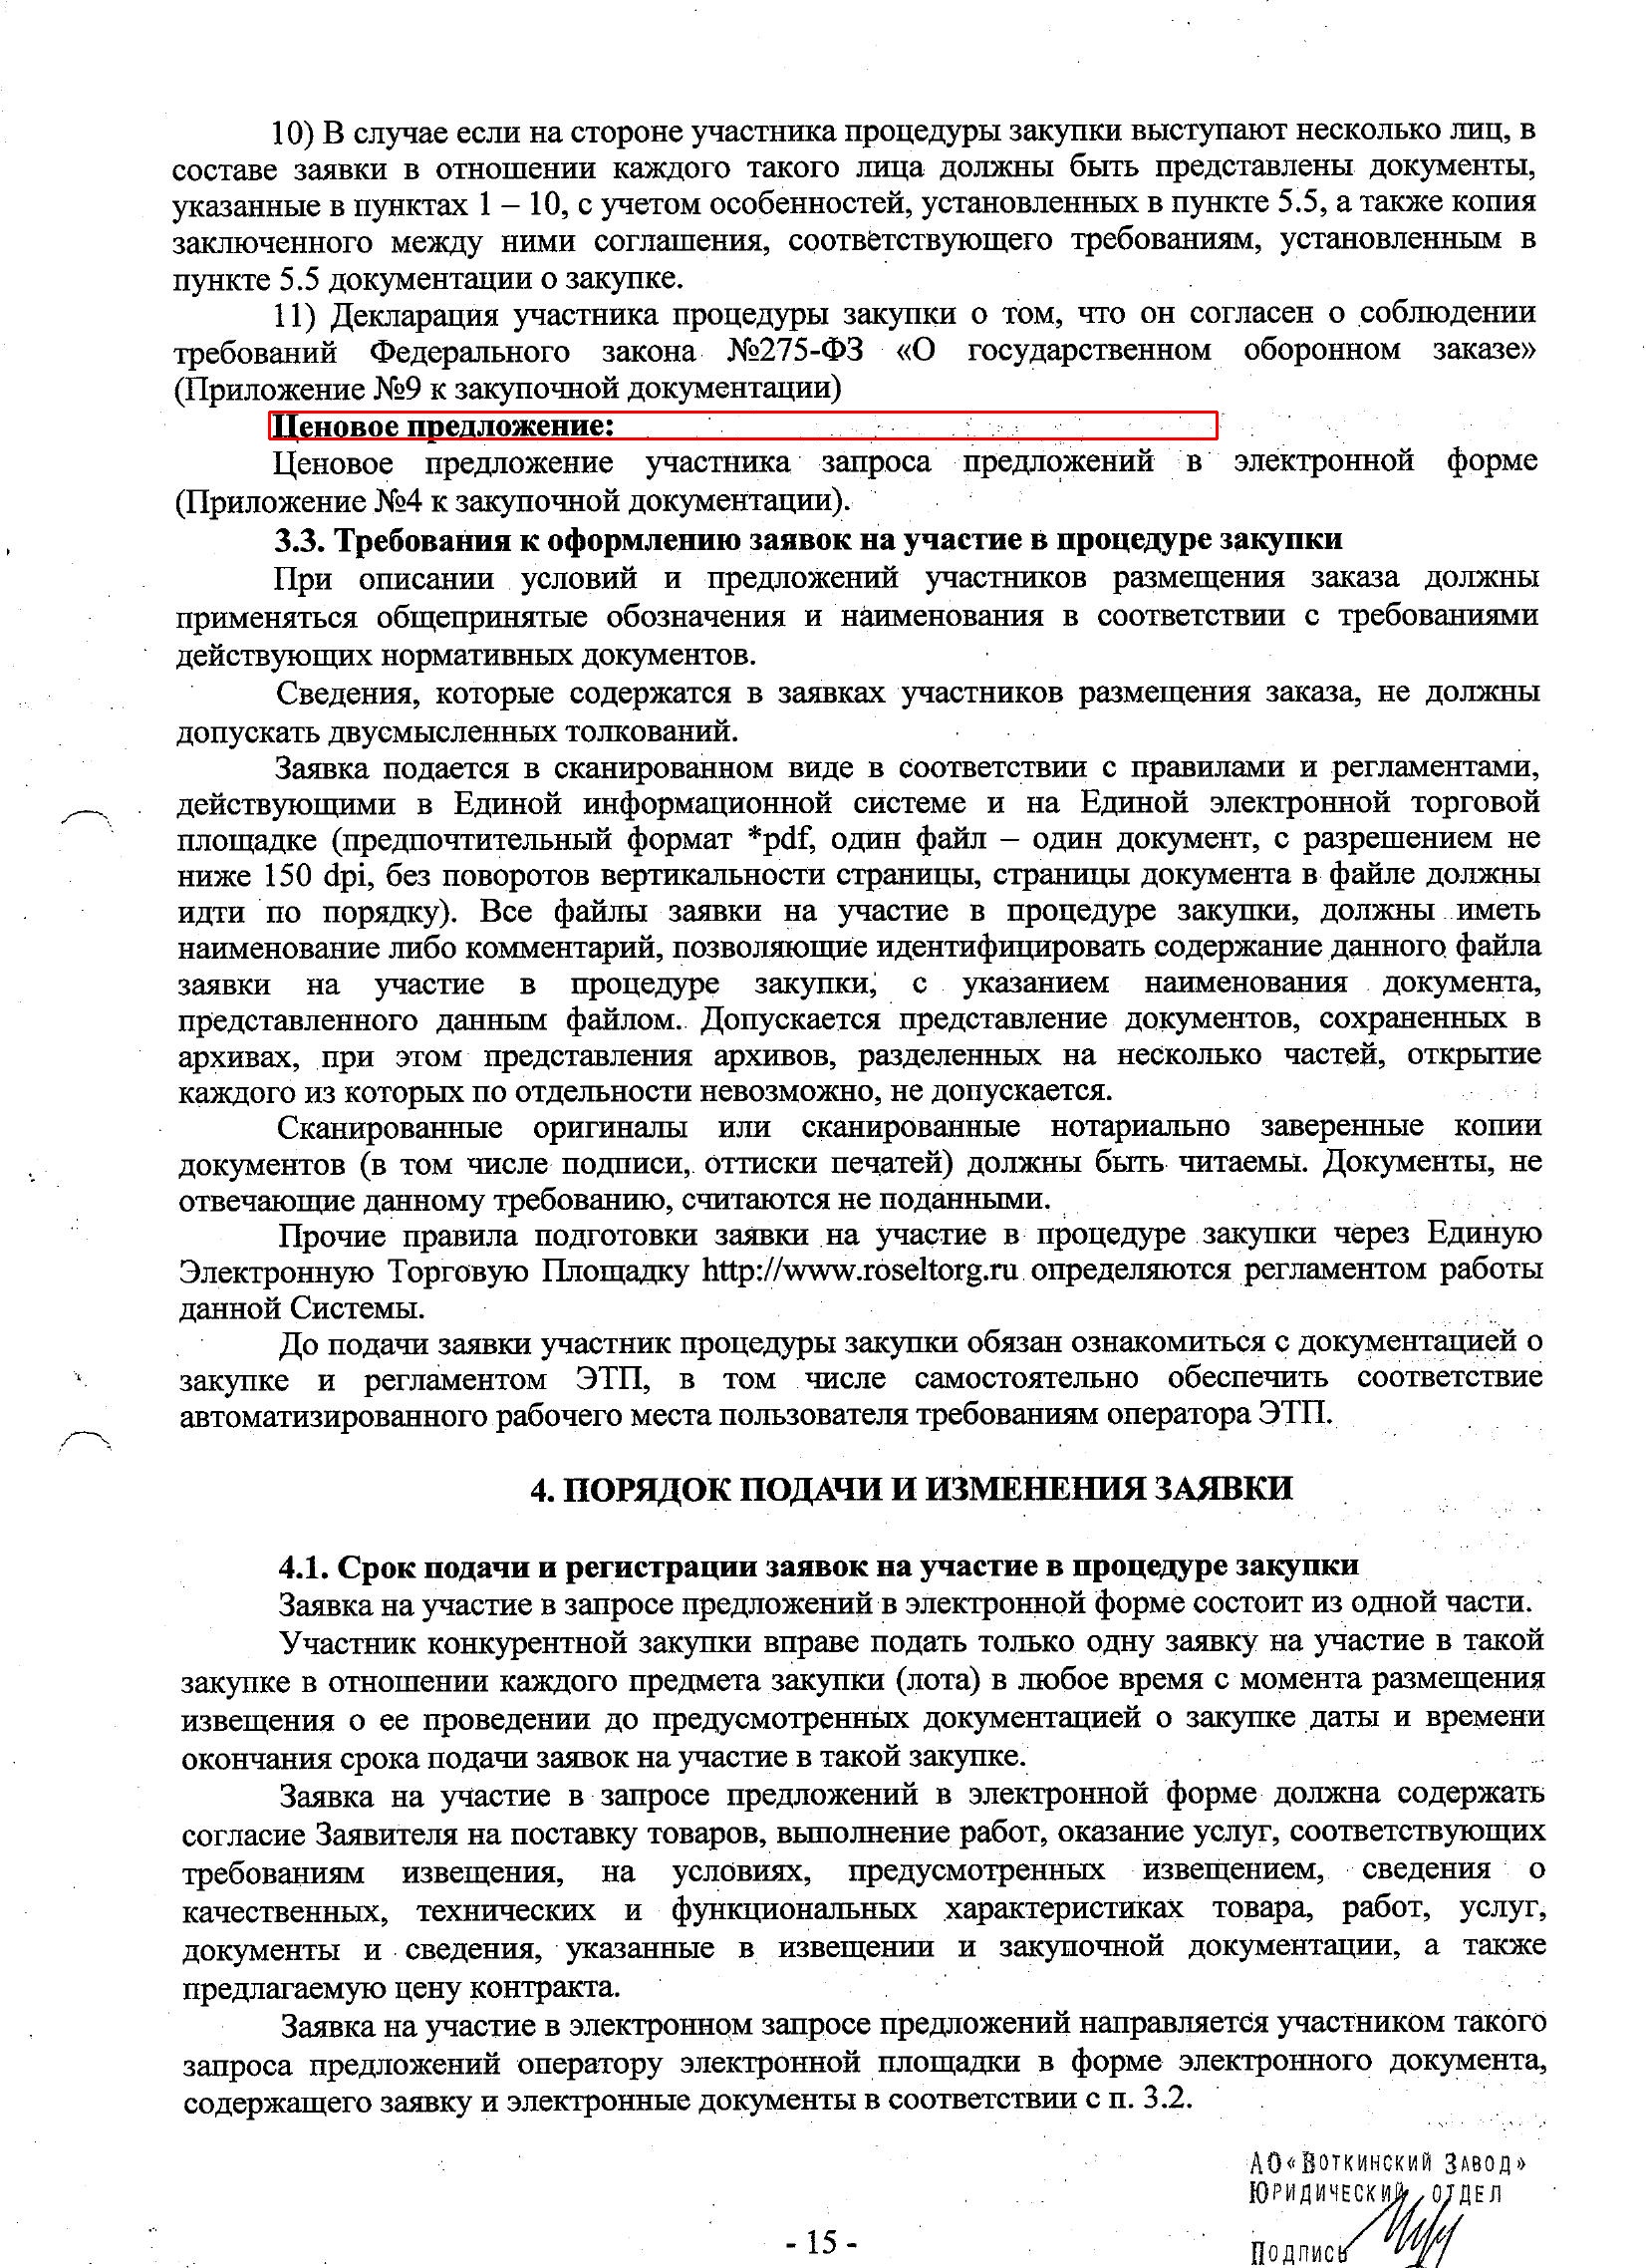 10) В случае если на стороне участника процедуры закупки выступают несколько лиц, в
составе заявки в отношении каждого такого лица должны быть представлены документы,
указанные в пунктах 1 – 10, с учетом особенностей, установленных в пункте 5.5, а также копия
заключенного между ними соглашения, соответствующего требованиям, установленным в
пункте 5.5 документации о закупке.
11) Декларация участника процедуры закупки о том, что он согласен о соблюдении
требований Федерального закона №275-ФЗ «О государственном оборонном заказе»
(Приложение №9 к закупочной документации)
Ценовое предложение:
Ценовое предложение участника запроса предложений в электронной форме
(Приложение №4 к закупочной документации).
3.3. Требования к оформлению заявок на участие в процедуре закупки
При описании условий и предложений участников размещения заказа должны
применяться общепринятые обозначения и наименования в соответствии с требованиями
действующих нормативных документов.
Сведения, которые содержатся в заявках участников размещения заказа, не должны
допускать двусмысленных толкований.
Заявка подается в сканированном виде в соответствии с правилами и регламентами,
действующими в Единой информационной системе и на Единой электронной торговой
площадке (предпочтительный формат *pdf, один файл – один документ, с разрешением не
ниже 150 dpi, без поворотов вертикальности страницы, страницы документа в файле должны
идти по порядку). Все файлы заявки на участие в процедуре закупки, должны иметь
наименование либо комментарий, позволяющие идентифицировать содержание данного файла
заявки на участие в процедуре закупки, с указанием наименования документа,
представленного данным файлом. Допускается представление документов, сохраненных в
архивах, при этом представления архивов, разделенных на несколько частей, открытие
каждого из которых по отдельности невозможно, не допускается.
Сканированные оригиналы или сканированные нотариально заверенные копии
документов (в том числе подписи, оттиски печатей) должны быть читаемы. Документы, не
отвечающие данному требованию, считаются не поданными.
Прочие правила подготовки заявки на участие в процедуре закупки через Единую
Электронную Торговую Площадку http://www.roseltorg.ru определяются регламентом работы
данной Системы.
До подачи заявки участник процедуры закупки обязан ознакомиться с документацией о
закупке и регламентом ЭТП, в том числе самостоятельно обеспечить соответствие
автоматизированного рабочего места пользователя требованиям оператора ЭТП.
4. ПОРЯДОК ПОДАЧИ И ИЗМЕНЕНИЯ ЗАЯВКИ
4.1. Срок подачи и регистрации заявок на участие в процедуре закупки
Заявка на участие в запросе предложений в электронной форме состоит из одной части.
Участник конкурентной закупки вправе подать только одну заявку на участие в такой
закупке в отношении каждого предмета закупки (лота) в любое время с момента размещения
извещения о ее проведении до предусмотренных документацией о закупке даты и времени
окончания срока подачи заявок на участие в такой закупке.
Заявка на участие в запросе предложений в электронной форме должна содержать
согласие Заявителя на поставку товаров, выполнение работ, оказание услуг, соответствующих
требованиям извещения, на условиях, предусмотренных извещением, сведения о
качественных, технических и функциональных характеристиках товара, работ, услуг,
документы и сведения, указанные в извещении и закупочной документации, а также
предлагаемую цену контракта.
Заявка на участие в электронном запросе предложений направляется участником такого
запроса предложений оператору электронной площадки в форме электронного документа,
содержащего заявку и электронные документы в соответствии с п. 3.2.
АО «ВОТКИНСКИЙ ЗАВОД»
ЮРИДИЧЕСКИЙ ОТДЕЛ
ПОДПИСЬ
- 15 -